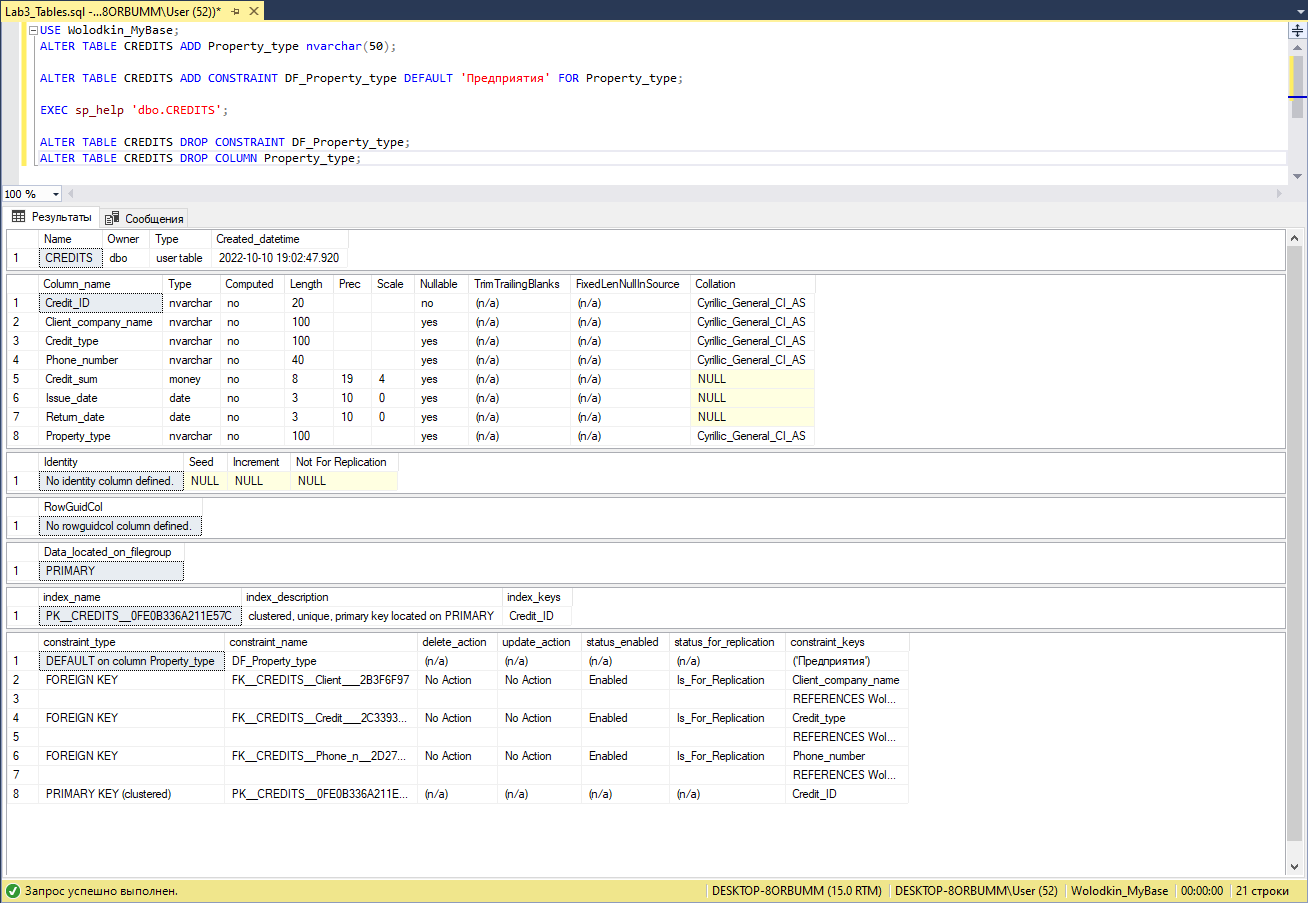 Lab3_Tables.sql -...8ORBUMM\User (52))*
USE Wolodkin_MyBase;
ALTER TABLE CREDITS ADD Property_type nvarchar(50);
ALTER TABLE CREDITS ADD CONSTRAINT DF_Property_type DEFAULT 'Предприятия' FOR Property_type;
EXEC sp_help 'dbo.CREDITS';
ALTER TABLE CREDITS DROP CONSTRAINT DF_Property_type;
ALTER TABLE CREDITS DROP COLUMN Property_type;
100 %
Результаты Сообщения
Name Owner Type Created_datetime
1 CREDITS dbo user table 2022-10-10 19:02:47.920
Column_name Type Computed Length Prec Scale Nullable TrimTrailingBlanks FixedLenNullInSource Collation
1 Credit_ID nvarchar no 20 no (n/a) (n/a) Cyrillic_General_CI_AS
2 Client_company_name nvarchar no 100 yes (n/a) (n/a) Cyrillic_General_CI_AS
3 Credit_type nvarchar no 100 yes (n/a) (n/a) Cyrillic_General_CI_AS
4 Phone_number nvarchar no 40 yes (n/a) (n/a) Cyrillic_General_CI_AS
5 Credit_sum money no 8 19 4 yes (n/a) (n/a) NULL
6 Issue_date date no 3 10 0 yes (n/a) (n/a) NULL
7 Return_date date no 3 10 0 yes (n/a) (n/a) NULL
8 Property_type nvarchar no 100 yes (n/a) (n/a) Cyrillic_General_CI_AS
Identity Seed Increment Not For Replication
1 No identity column defined. NULL NULL NULL
RowGuidCol
1 No rowguidcol column defined.
Data_located_on_filegroup
1 PRIMARY
index_name index_description index_keys
1 PK__CREDITS__0FE0B336A211E57C clustered, unique, primary key located on PRIMARY Credit_ID
constraint_type constraint_name delete_action update_action status_enabled status_for_replication constraint_keys
1 DEFAULT on column Property_type DF_Property_type (n/a) (n/a) (n/a) (n/a) ('Предприятия')
2 FOREIGN KEY FK__CREDITS__Client___2B3F6F97 No Action No Action Enabled Is_For_Replication Client_company_name
3 REFERENCES Wol...
4 FOREIGN KEY FK__CREDITS__Credit___2C3393... No Action No Action Enabled Is_For_Replication Credit_type
5 REFERENCES Wol...
6 FOREIGN KEY FK__CREDITS__Phone_n__2D27... No Action No Action Enabled Is_For_Replication Phone_number
7 REFERENCES Wol...
8 PRIMARY KEY (clustered) PK__CREDITS__0FE0B336A211E... (n/a) (n/a) (n/a) (n/a) Credit_ID
Запрос успешно выполнен. DESKTOP-8ORBUMM (15.0 RTM) DESKTOP-8ORBUMM\User (52) Wolodkin_MyBase 00:00:00 21 строки